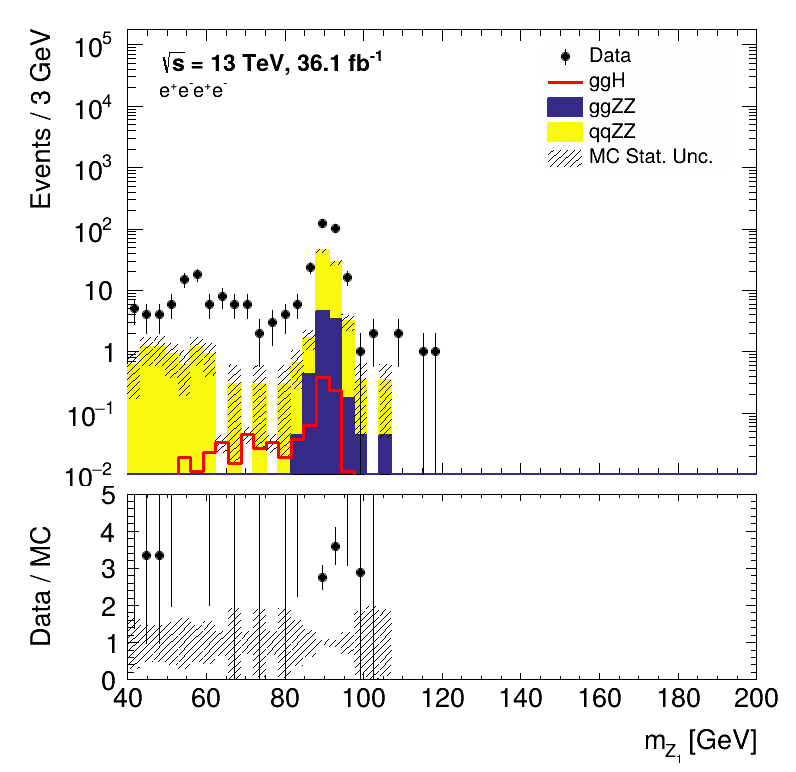 Events / 3 GeV
10⁵
10⁴
10³
10²
10
1
10⁻¹
10⁻²
√s = 13 TeV, 36.1 fb⁻¹
e⁺e⁻e⁺e⁻
Data
ggH
ggZZ
qqZZ
MC Stat. Unc.
Data / MC
5
4
3
2
1
0
40 60 80 100 120 140 160 180 200
m_Z₁ [GeV]